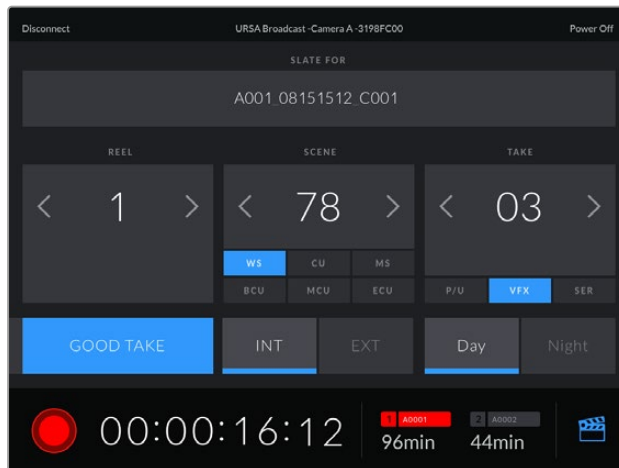 Disconnect URSA Broadcast -Camera A -3198FC00 Power Off
SLATE FOR
A001_08151512_C001
REEL SCENE TAKE
1 78 03
WS CU MS
BCU MCU ECU P/U VFX SER
GOOD TAKE INT EXT Day Night
1 A0001 2 A0002
00:00:16:12 96min 44min